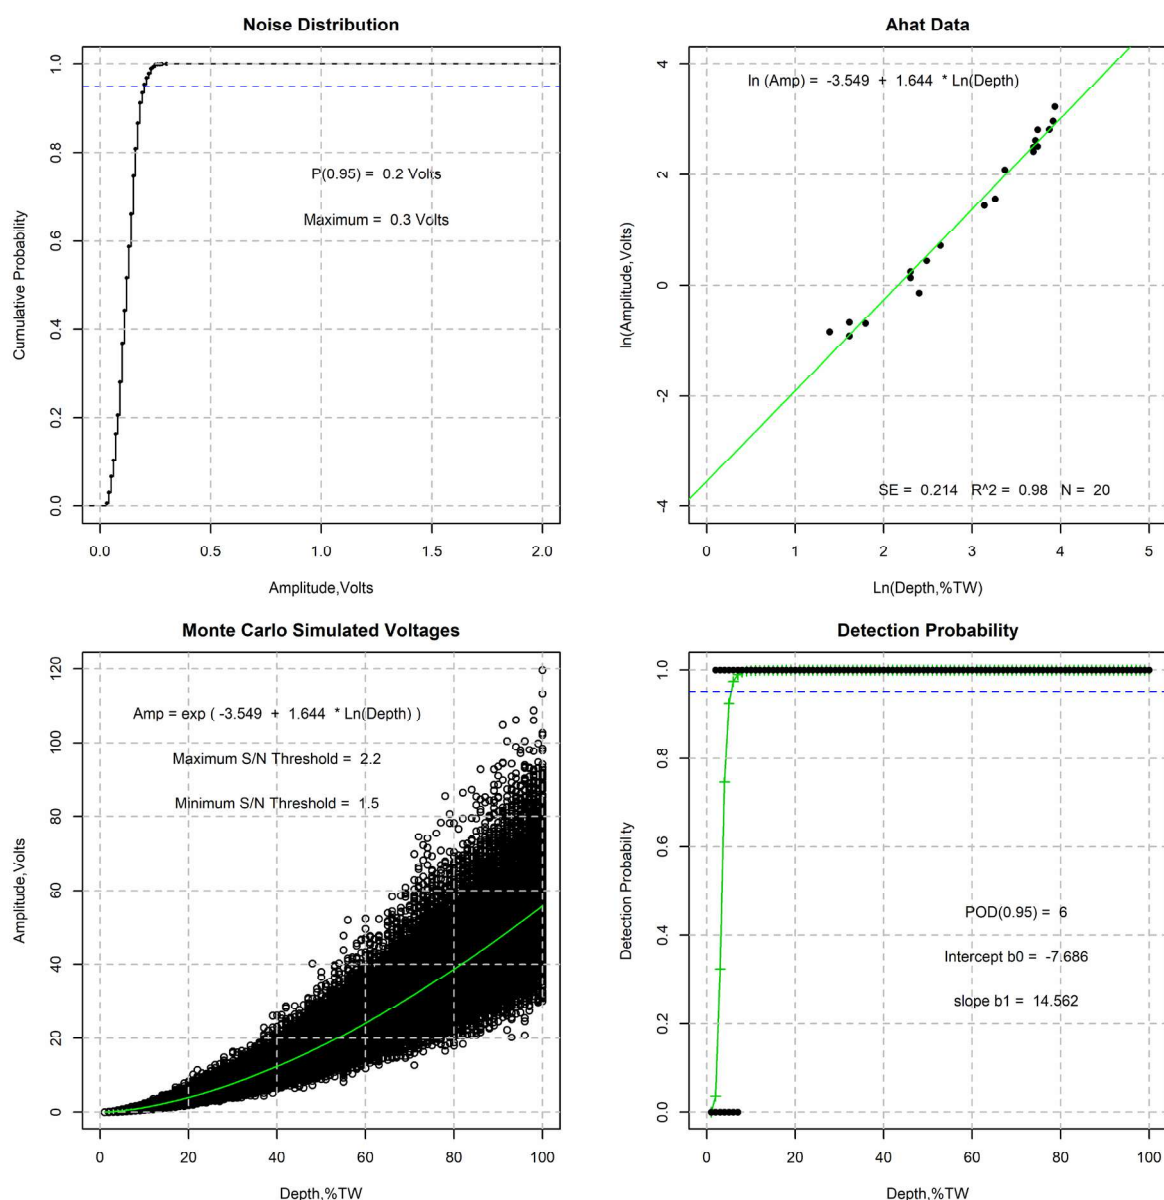 Noise Distribution
Cumulative Probability
1.0
0.8
0.6
0.4
0.2
0.0
P(0.95) = 0.2 Volts
Maximum = 0.3 Volts
0.0 0.5 1.0 1.5 2.0
Amplitude,Volts
Ahat Data
ln(Amplitude,Volts)
4
2
0
-2
-4
ln (Amp) = -3.549 + 1.644 * Ln(Depth)
SE = 0.214 R^2 = 0.98 N = 20
0 1 2 3 4 5
Ln(Depth,%TW)
Monte Carlo Simulated Voltages
Amplitude,Volts
120
100
80
60
40
20
0
Amp = exp ( -3.549 + 1.644 * Ln(Depth) )
Maximum S/N Threshold = 2.2
Minimum S/N Threshold = 1.5
0 20 40 60 80 100
Depth,%TW
Detection Probability
Detection Probability
1.0
0.8
0.6
0.4
0.2
0.0
POD(0.95) = 6
Intercept b0 = -7.686
slope b1 = 14.562
0 20 40 60 80 100
Depth,%TW